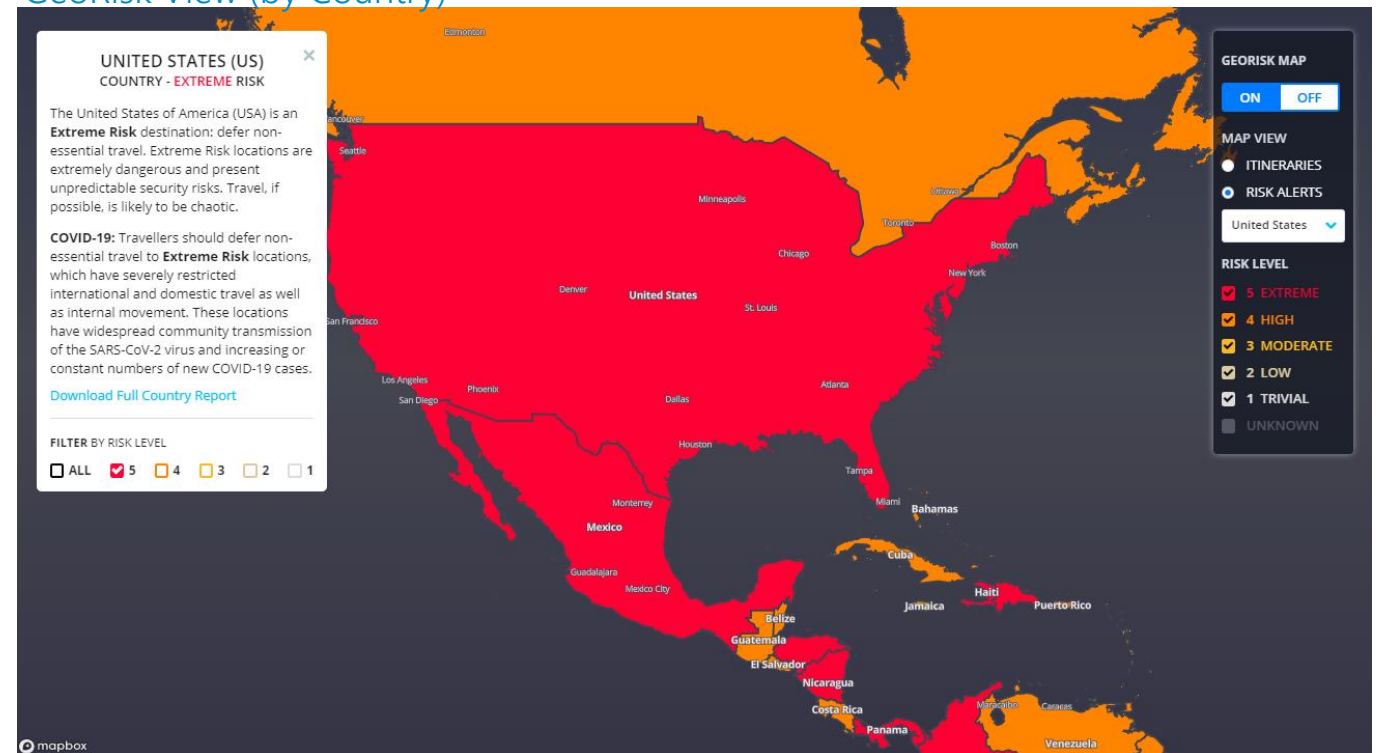 GeoRisk View (by Country)
UNITED STATES (US)
COUNTRY - EXTREME RISK
The United States of America (USA) is an
Extreme Risk destination: defer non-
essential travel. Extreme Risk locations are
extremely dangerous and present
unpredictable security risks. Travel, if
possible, is likely to be chaotic.
COVID-19: Travellers should defer non-
essential travel to Extreme Risk locations,
which have severely restricted
international and domestic travel as well
as internal movement. These locations
have widespread community transmission
of the SARS-CoV-2 virus and increasing or
constant numbers of new COVID-19 cases.
Download Full Country Report
FILTER BY RISK LEVEL
ALL 5 4 3 2 1
Edmonton
ancouver
Seattle
Minneapolis
Ottawa
Toronto
Boston
Chicago
New York
Denver
United States
St. Louis
San Francisco
Los Angeles
Phoenix
Atlanta
San Diego
Dallas
Houston
Tampa
Monterrey
Miami
Bahamas
Mexico
Cuba
Guadalajara
Mexico City
Haiti
Jamaica
Puerto Rico
Belize
Guatemala
El Salvador
Nicaragua
Costa Rica
Maracaibo
Caracas
Panama
Venezuela
GEORISK MAP
ON OFF
MAP VIEW
ITINERARIES
RISK ALERTS
United States
RISK LEVEL
5 EXTREME
4 HIGH
3 MODERATE
2 LOW
1 TRIVIAL
UNKNOWN
mapbox